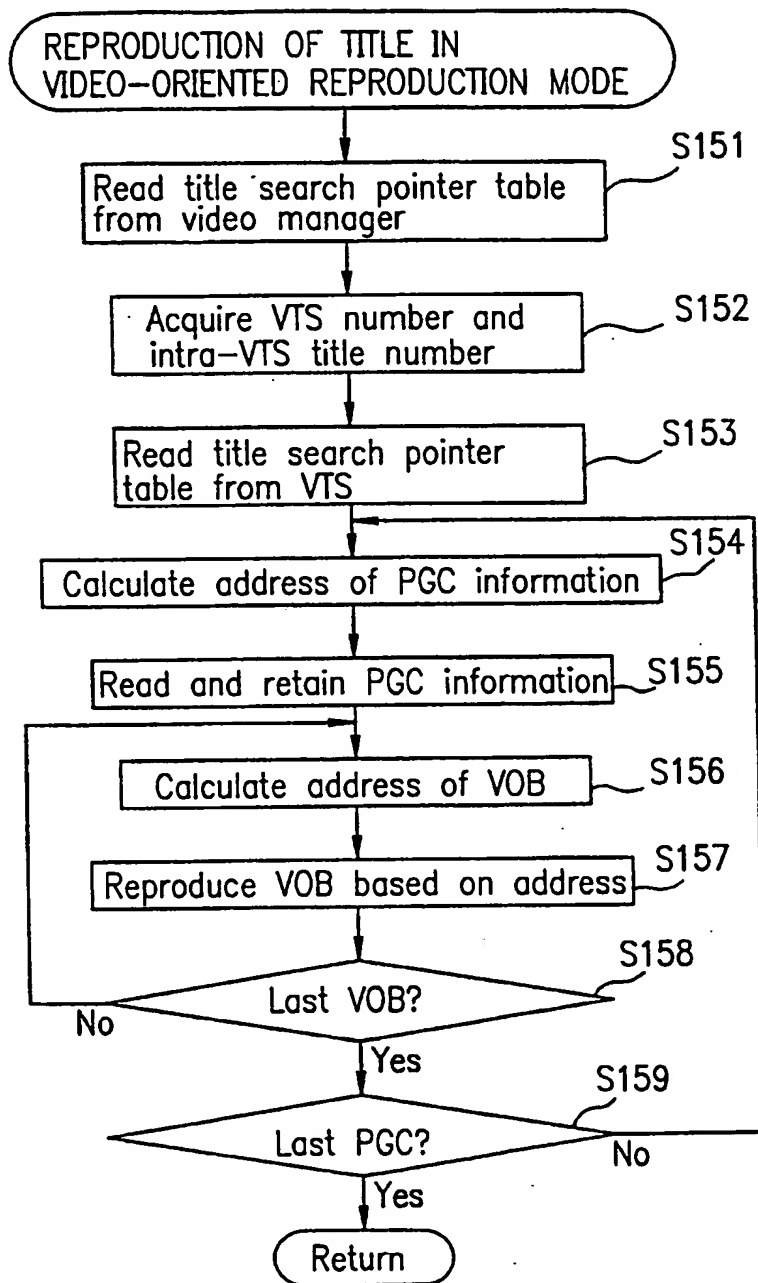 REPRODUCTION OF TITLE IN
VIDEO-ORIENTED REPRODUCTION MODE
S151
Read title search pointer table
from video manager
S152
Acquire VTS number and
intra-VTS title number
S153
Read title search pointer
table from VTS
S154
Calculate address of PGC information
Read and retain PGC information
S155
Calculate address of VOB
S156
S157
Reproduce VOB based on address
S158
Last VOB?
No
Yes
S159
Last PGC?
No
Yes
Return